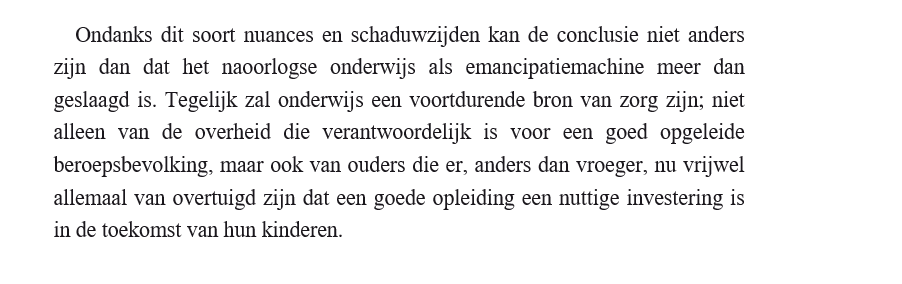 Ondanks dit soort nuances en schaduwzijden kan de conclusie niet anders
zijn dan dat het naoorlogse onderwijs als emancipatiemachine meer dan
geslaagd is. Tegelijk zal onderwijs een voortdurende bron van zorg zijn; niet
alleen van de overheid die verantwoordelijk is voor een goed opgeleide
beroepsbevolking, maar ook van ouders die er, anders dan vroeger, nu vrijwel
allemaal van overtuigd zijn dat een goede opleiding een nuttige investering is
in de toekomst van hun kinderen.